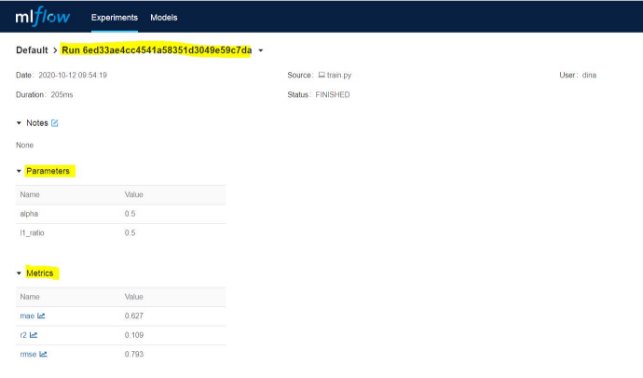 mlflow Experiments Models
Default > Run 6ed33ae4cc4541a58351d3049e59c7da
Date: 2020-10-12 09:54:19 Source: train.py User: dina
Duration: 205ms Status: FINISHED
Notes
None
Parameters
Name Value
alpha 0.5
l1_ratio 0.5
Metrics
Name Value
mae 0.627
r2 0.109
rmse 0.793